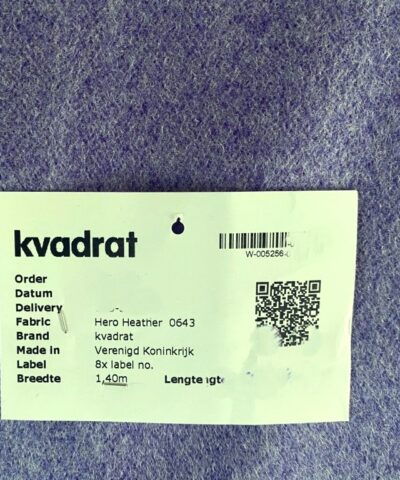 kvadrat
W-005256-
Order
Datum
Delivery
Fabric Hero Heather 0643
Brand kvadrat
Made in Verenigd Koninkrijk
Label 8x label no.
Breedte 1,40m Lengte